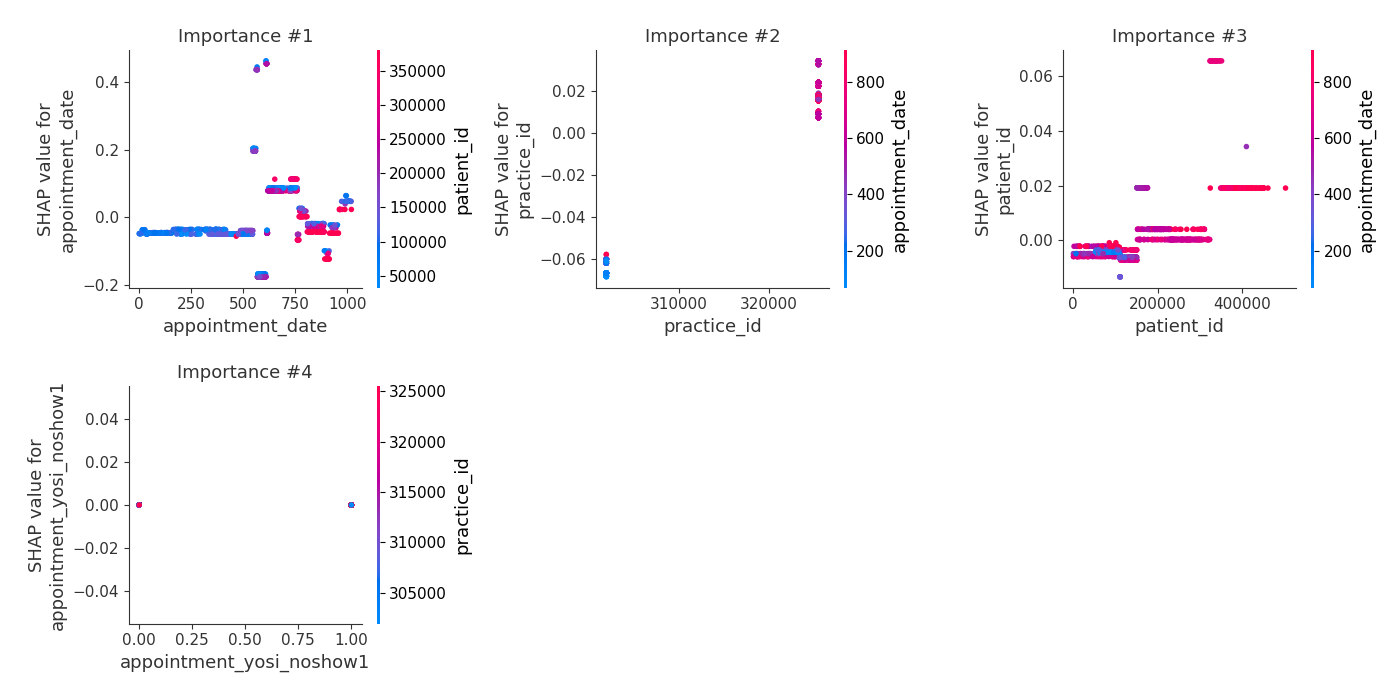 Importance #1
SHAP value for
appointment_date
0.4
0.2
0.0
−0.2
0
250
500
750
1000
appointment_date
350000
300000
250000
200000
150000
100000
50000
patient_id
Importance #2
SHAP value for
practice_id
0.02
0.00
−0.02
−0.04
−0.06
310000
320000
practice_id
800
600
400
200
appointment_date
Importance #3
SHAP value for
patient_id
0.06
0.04
0.02
0.00
0
200000
400000
patient_id
800
600
400
200
appointment_date
Importance #4
SHAP value for
appointment_yosi_noshow1
0.04
0.02
0.00
−0.02
−0.04
0.00
0.25
0.50
0.75
1.00
appointment_yosi_noshow1
325000
320000
315000
310000
305000
practice_id